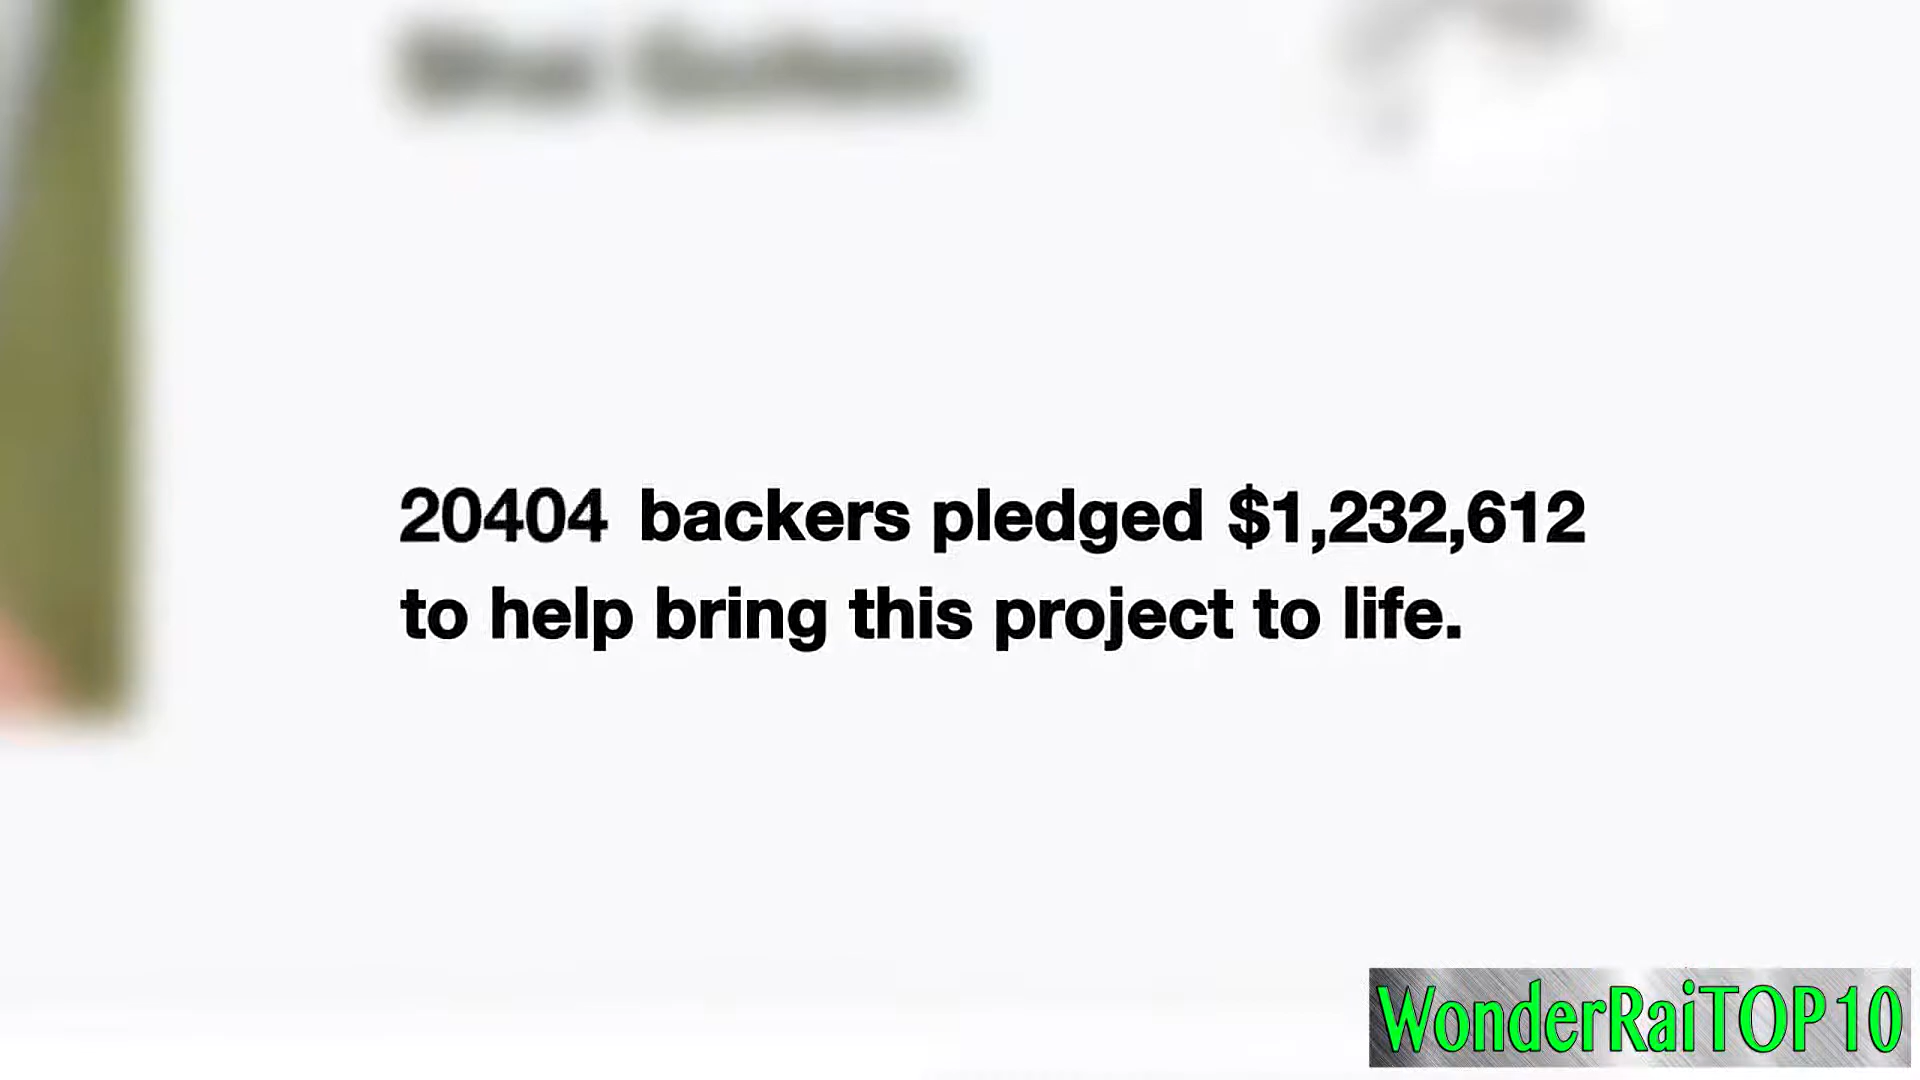 20404 backers pledged $1,232,612
to help bring this project to life.
WonderRaiTOP10